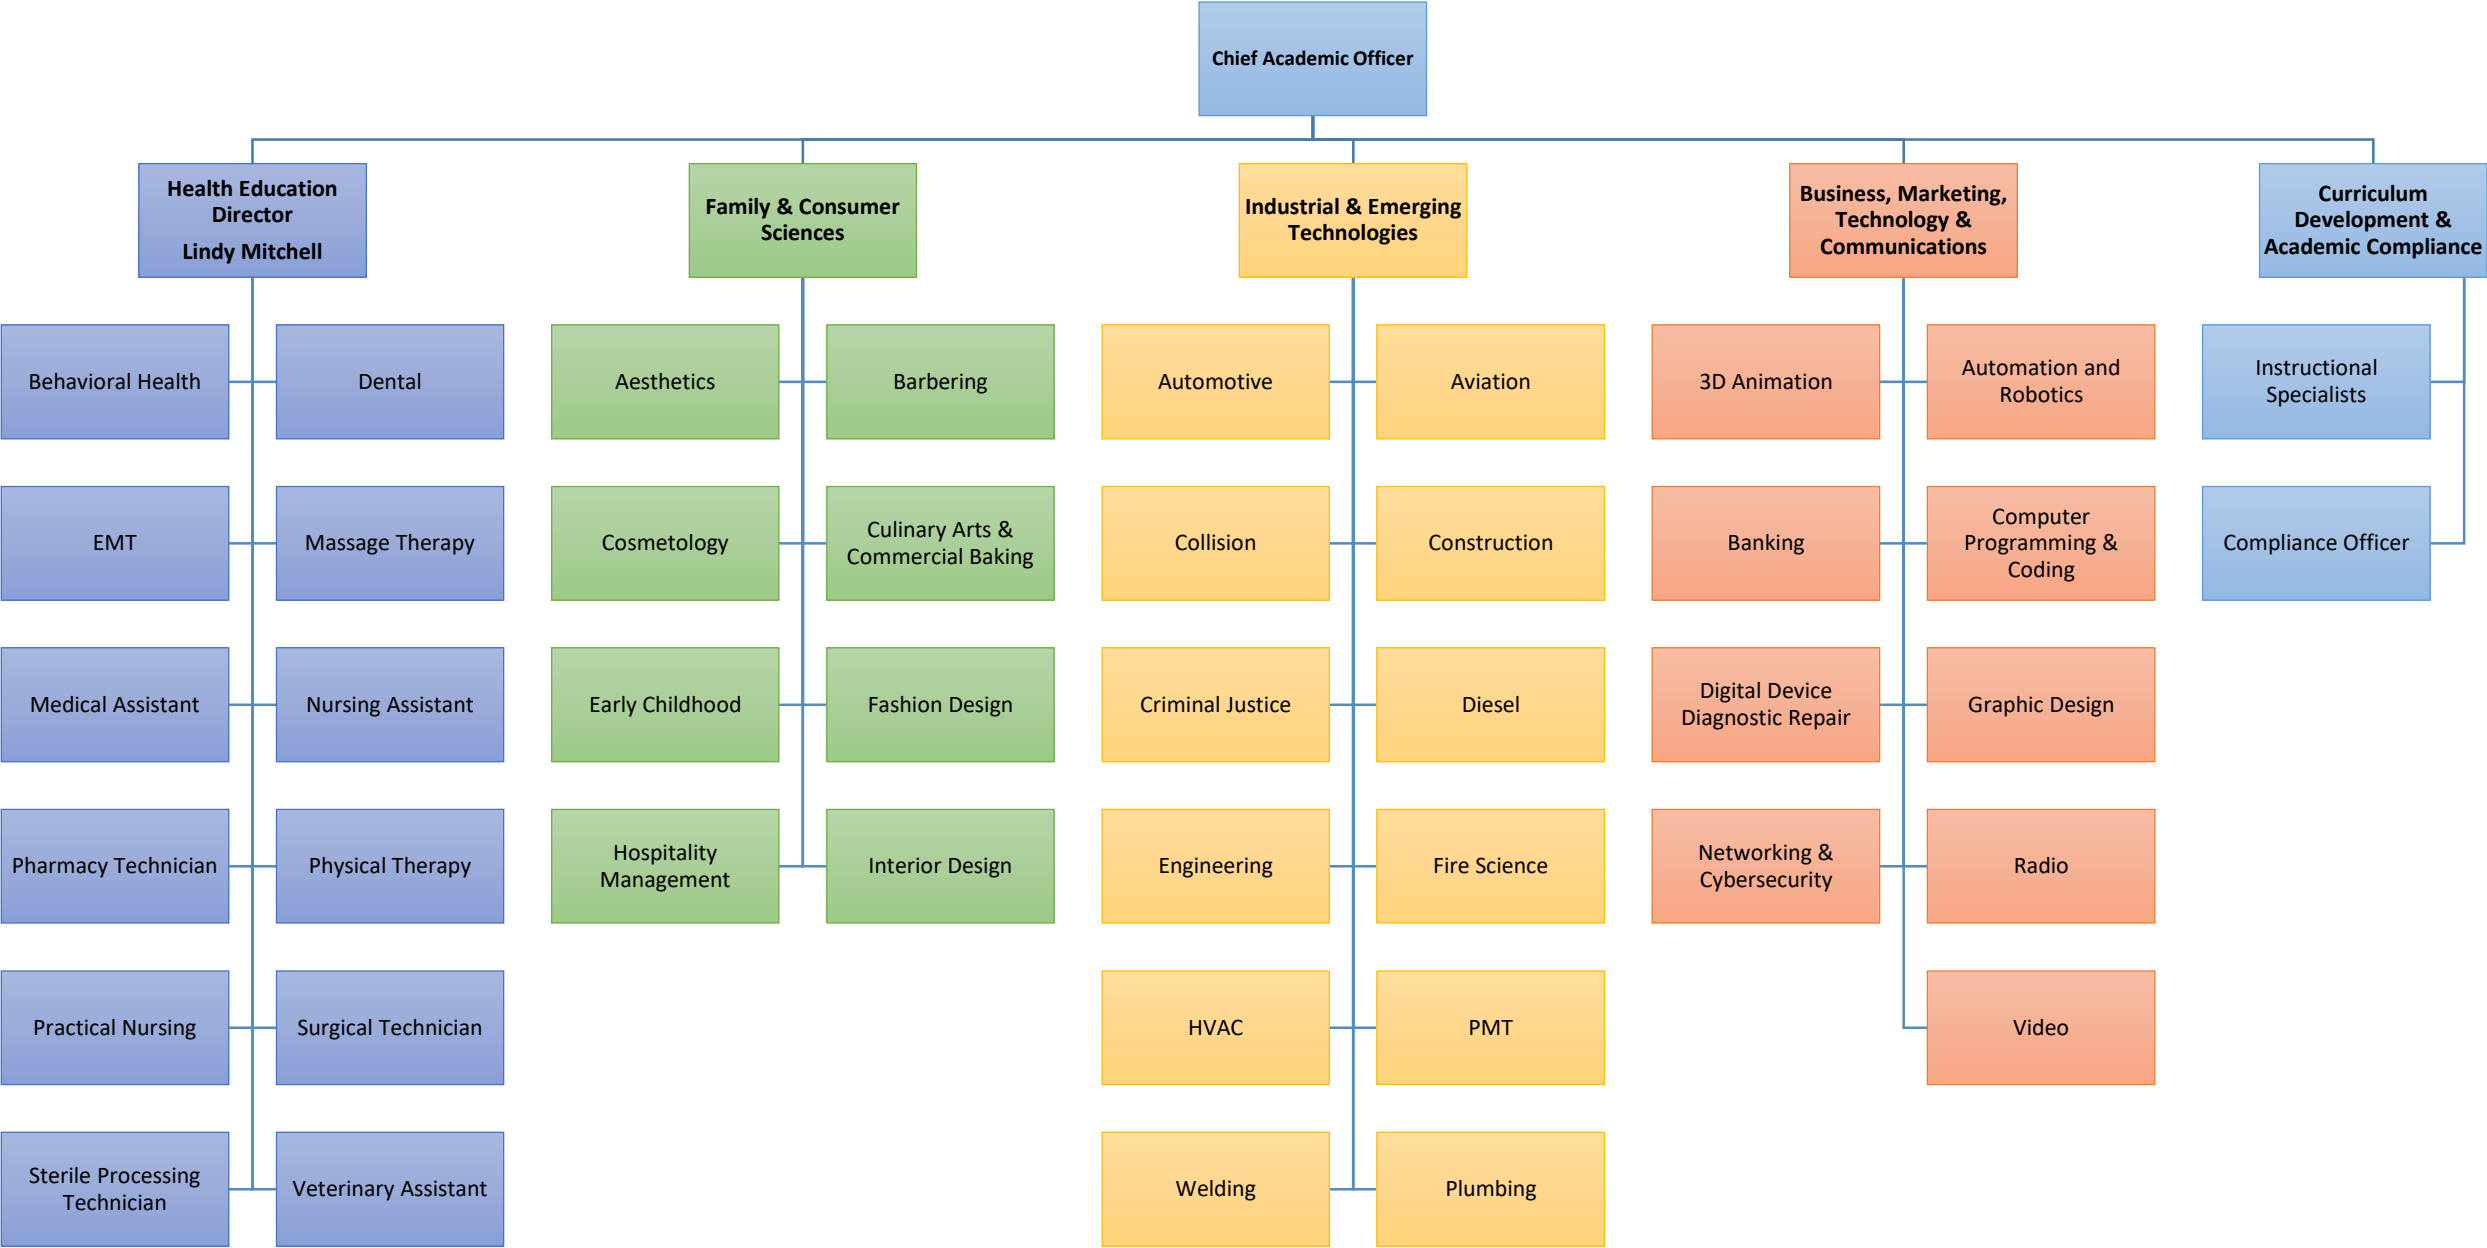 Chief Academic Officer
Health Education
Director
Lindy Mitchell
Family & Consumer
Sciences
Industrial & Emerging
Technologies
Business, Marketing,
Technology &
Communications
Curriculum
Development &
Academic Compliance
Behavioral Health
Dental
Aesthetics
Barbering
Automotive
Aviation
3D Animation
Automation and
Robotics
Instructional
Specialists
EMT
Massage Therapy
Cosmetology
Culinary Arts &
Commercial Baking
Collision
Construction
Banking
Computer
Programming &
Coding
Compliance Officer
Medical Assistant
Nursing Assistant
Early Childhood
Fashion Design
Criminal Justice
Diesel
Digital Device
Diagnostic Repair
Graphic Design
Pharmacy Technician
Physical Therapy
Hospitality
Management
Interior Design
Engineering
Fire Science
Networking &
Cybersecurity
Radio
Practical Nursing
Surgical Technician
HVAC
PMT
Video
Sterile Processing
Technician
Veterinary Assistant
Welding
Plumbing